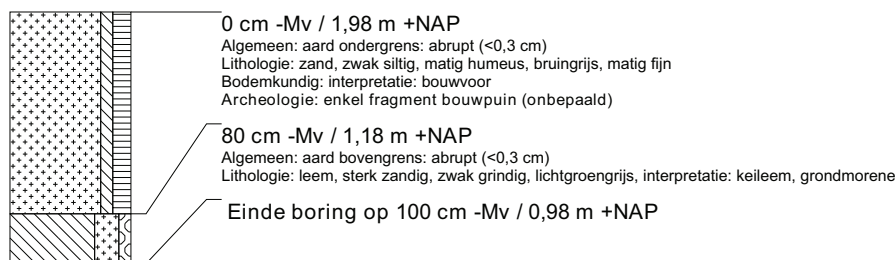 0 cm -Mv / 1,98 m +NAP
Algemeen: aard ondergrens: abrupt (<0,3 cm)
Lithologie: zand, zwak siltig, matig humeus, bruingrijs, matig fijn
Bodemkundig: interpretatie: bouwvoor
Archeologie: enkel fragment bouwpuin (onbepaald)
80 cm -Mv / 1,18 m +NAP
Algemeen: aard bovengrens: abrupt (<0,3 cm)
Lithologie: leem, sterk zandig, zwak grindig, lichtgroengrijs, interpretatie: keileem, grondmorene
Einde boring op 100 cm -Mv / 0,98 m +NAP